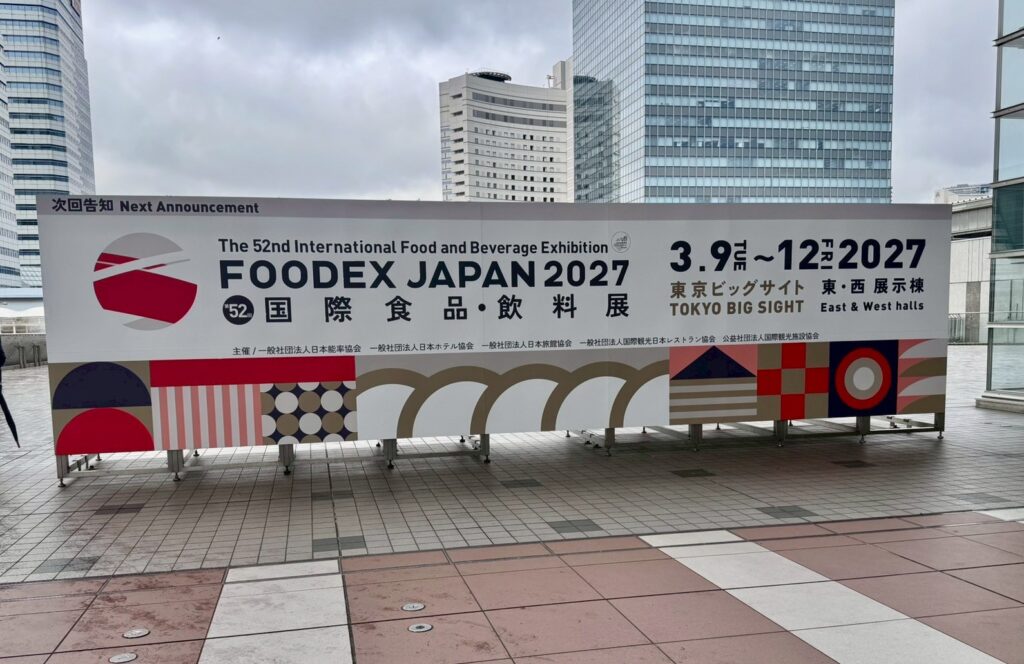 次回告知 Next Announcement
The 52nd International Food and Beverage Exhibition
FOODEX JAPAN 2027
第52回 国際食品・飲料展
3.9 TUE ~12 FRI 2027
東京ビッグサイト
TOKYO BIG SIGHT
東・西 展示棟
East & West halls
主催/一般社団法人日本能率協会 一般社団法人日本ホテル協会 一般社団法人日本旅館協会 一般社団法人国際観光日本レストラン協会 公益社団法人国際観光施設協会